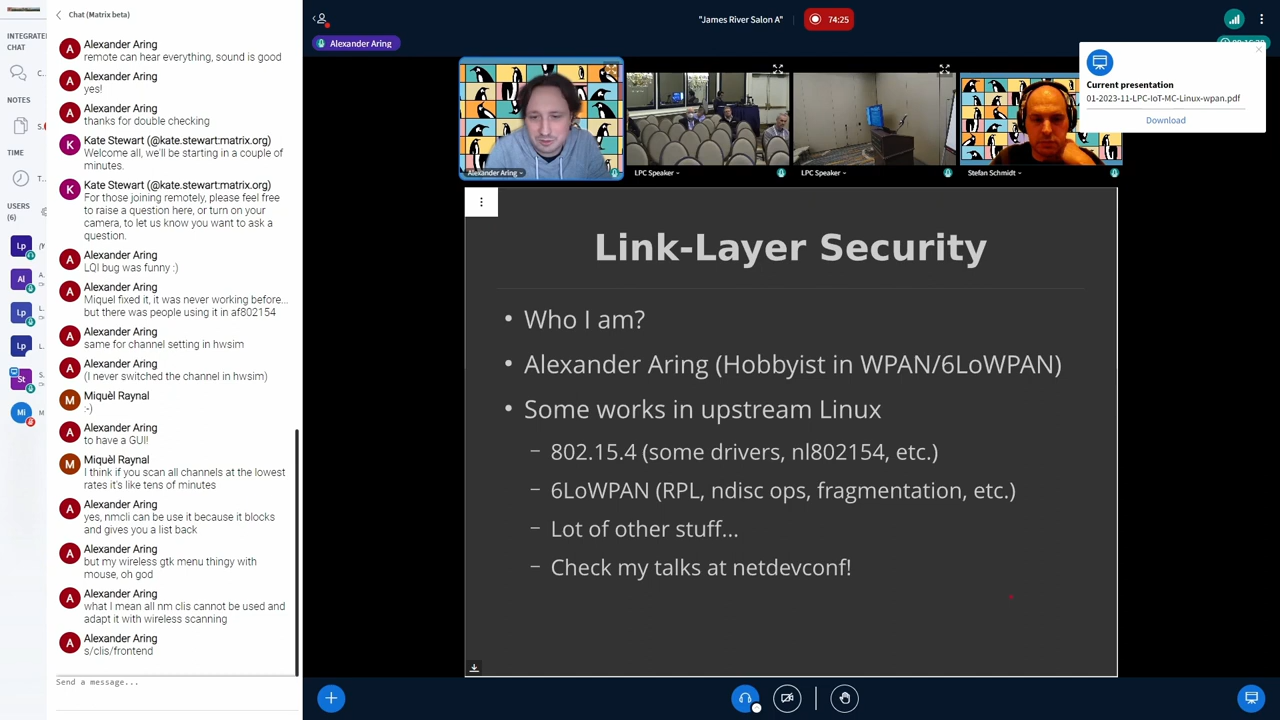 Chat (Matrix beta)
INTEGRATE
CHAT
C..
NOTES
S.
TIME
T..
USERS
(6)
Lp
Al
Lp
Lp
St
Mi
A
Alexander Aring
remote can hear everything, sound is good
A
Alexander Aring
yes!
A
Alexander Aring
thanks for double checking
K
Kate Stewart (@kate.stewart:matrix.org)
Welcome all, we'll be starting in a couple of
minutes.
K
Kate Stewart (@kate.stewart:matrix.org)
For those joining remotely, please feel free
to raise a question here, or turn on your
camera, to let us know you want to ask a
question.
A
Alexander Aring
LQI bug was funny :)
A
Alexander Aring
Miquel fixed it, it was never working before...
but there was people using it in af802154
A
Alexander Aring
same for channel setting in hwsim
A
Alexander Aring
(I never switched the channel in hwsim)
M
Miquèl Raynal
:-)
A
Alexander Aring
to have a GUI!
M
Miquèl Raynal
I think if you scan all channels at the lowest
rates it's like tens of minutes
A
Alexander Aring
yes, nmcli can be use it because it blocks
and gives you a list back
A
Alexander Aring
but my wireless gtk menu thingy with
mouse, oh god
A
Alexander Aring
what I mean all nm clis cannot be used and
adapt it with wireless scanning
A
Alexander Aring
s/clis/frontend
Send a message...
"James River Salon A"
74:25
Alexander Aring
Alexander Aring
LPC Speaker
LPC Speaker
Stefan Schmidt
Current presentation
01-2023-11-LPC-IoT-MC-Linux-wpan.pdf
Download
Link-Layer Security
• Who I am?
• Alexander Aring (Hobbyist in WPAN/6LoWPAN)
• Some works in upstream Linux
– 802.15.4 (some drivers, nl802154, etc.)
– 6LoWPAN (RPL, ndisc ops, fragmentation, etc.)
– Lot of other stuff...
– Check my talks at netdevconf!